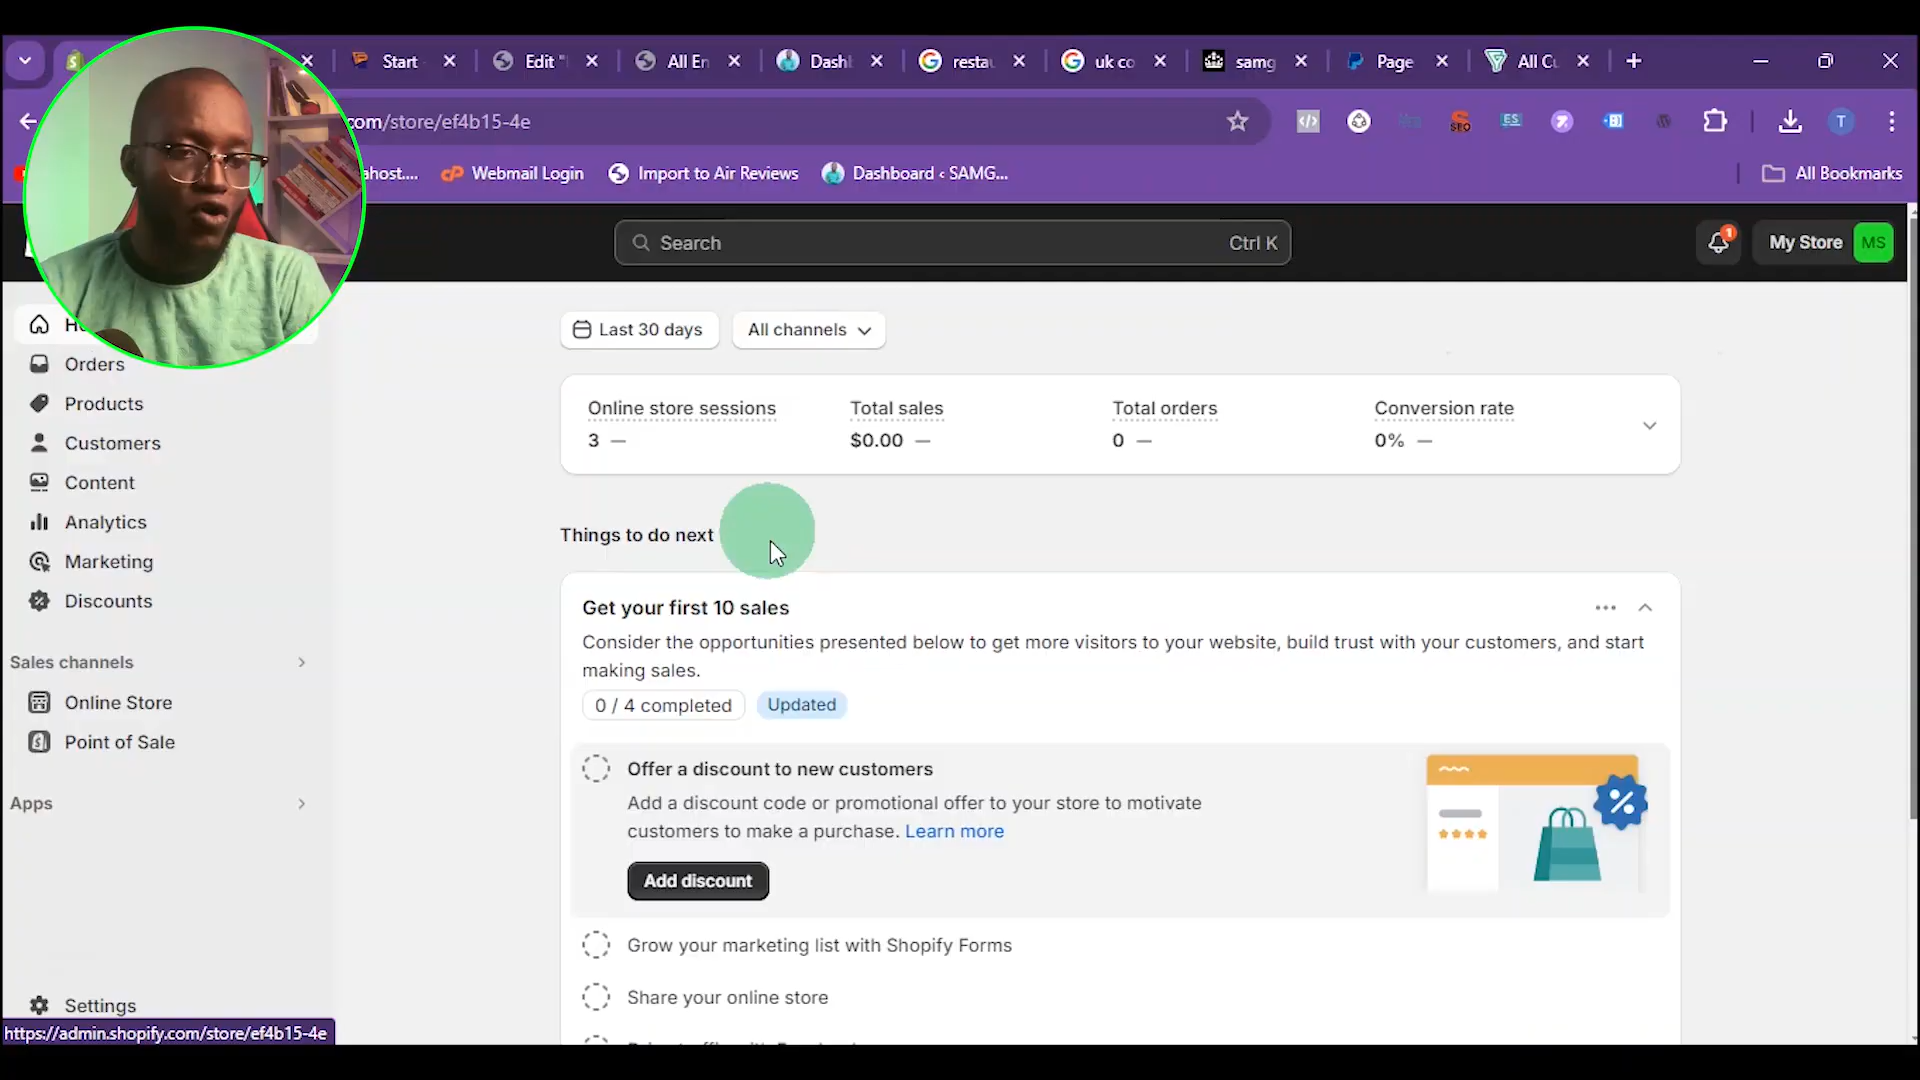 Start
Edit "
All En
Dash
restau
uk co
samg
Page
All Cu
com/store/ef4b15-4e
SEO
ES
T
ahost....
Webmail Login
Import to Air Reviews
Dashboard ‹ SAMG...
All Bookmarks
Search
Ctrl K
1
My Store
MS
Orders
Products
Customers
Content
Analytics
Marketing
Discounts
Sales channels
Online Store
Point of Sale
Apps
Settings
https://admin.shopify.com/store/ef4b15-4e
Last 30 days
All channels
Online store sessions
3 —
Total sales
$0.00 —
Total orders
0 —
Conversion rate
0% —
Things to do next
Get your first 10 sales
Consider the opportunities presented below to get more visitors to your website, build trust with your customers, and start
making sales.
0 / 4 completed
Updated
Offer a discount to new customers
Add a discount code or promotional offer to your store to motivate
customers to make a purchase. Learn more
Add discount
Grow your marketing list with Shopify Forms
Share your online store